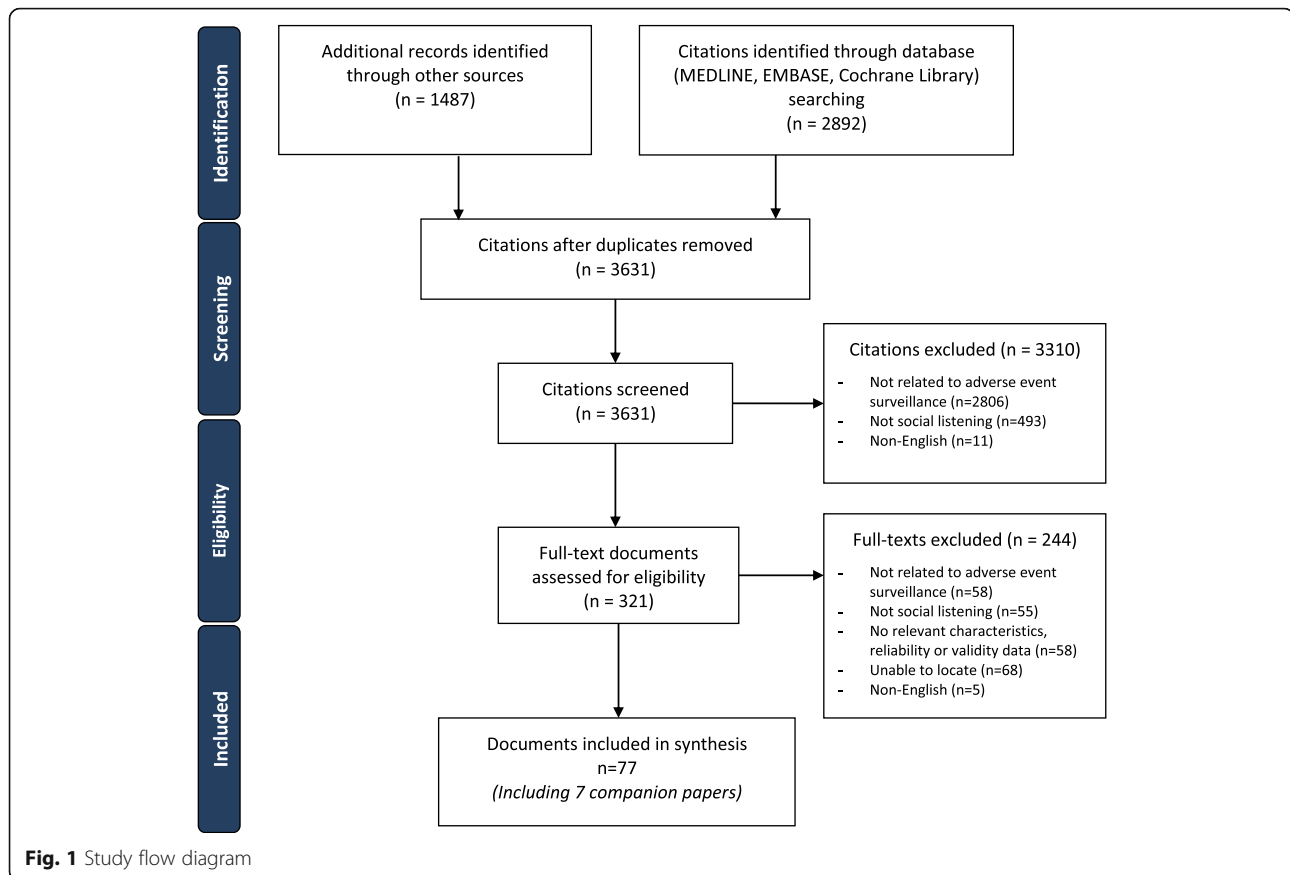 Identification
Additional records identified
through other sources
(n = 1487)
Citations identified through database
(MEDLINE, EMBASE, Cochrane Library)
searching
(n = 2892)
Screening
Citations after duplicates removed
(n = 3631)
Citations screened
(n = 3631)
Citations excluded (n = 3310)
- Not related to adverse event
surveillance (n=2806)
- Not social listening (n=493)
- Non-English (n=11)
Eligibility
Full-text documents
assessed for eligibility
(n = 321)
Full-texts excluded (n = 244)
- Not related to adverse event
surveillance (n=58)
- Not social listening (n=55)
- No relevant characteristics,
reliability or validity data (n=58)
- Unable to locate (n=68)
- Non-English (n=5)
Included
Documents included in synthesis
n=77
(Including 7 companion papers)
Fig. 1 Study flow diagram